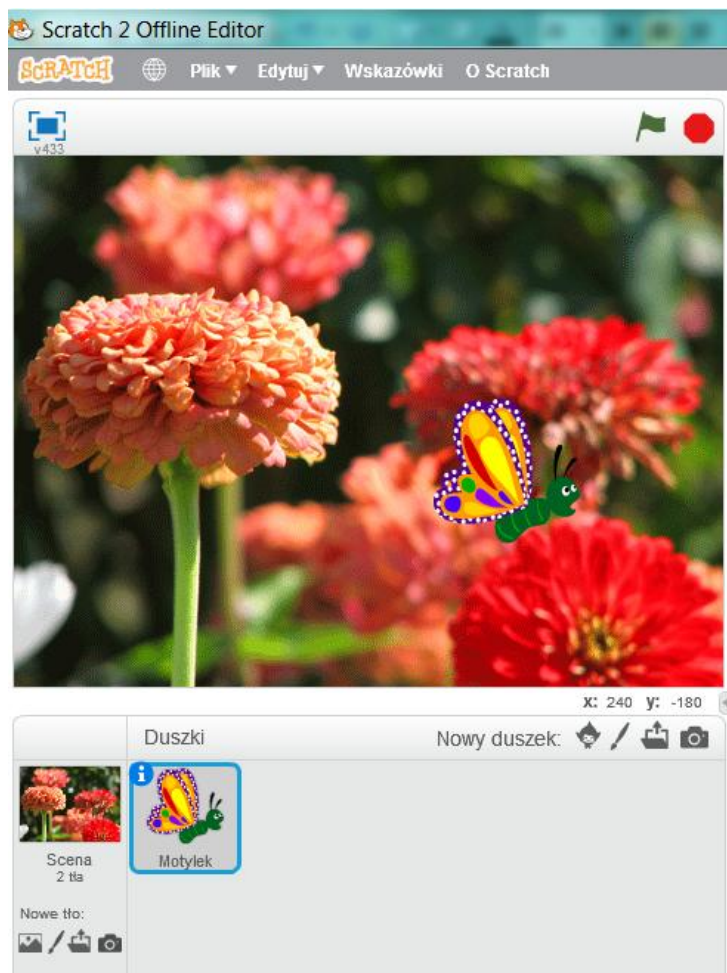 Scratch 2 Offline Editor
SCRATCH Plik Edytuj Wskazówki O Scratch
v433
x: 240 y: -180
Duszki Nowy duszek:
Scena
2 tła
Motylek
Nowe tło: